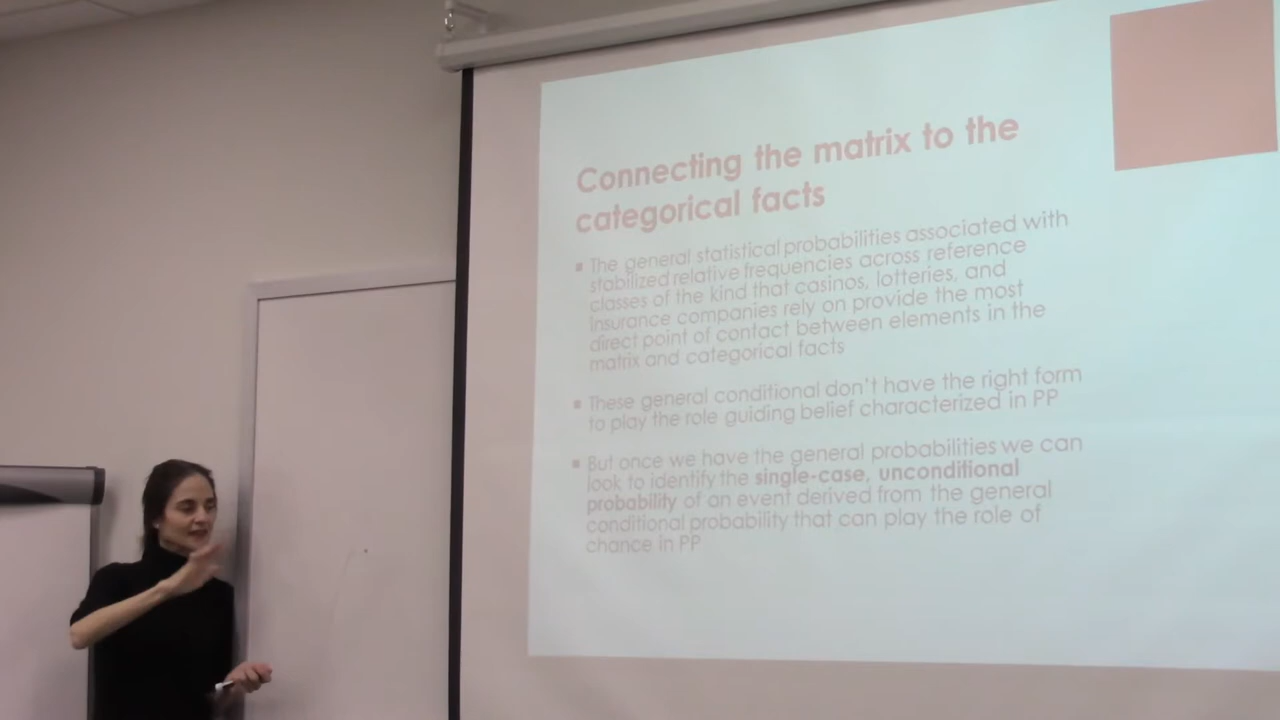 Connecting the matrix to the
categorical facts
The general statistical probabilities associated with
stabilized relative frequencies across reference
classes of the kind that casinos, lotteries, and
insurance companies rely on provide the most
direct point of contact between elements in the
matrix and categorical facts
These general conditional don't have the right form
to play the role guiding belief characterized in PP
But once we have the general probabilities we can
look to identify the single-case, unconditional
probability of an event derived from the general
conditional probability that can play the role of
chance in PP